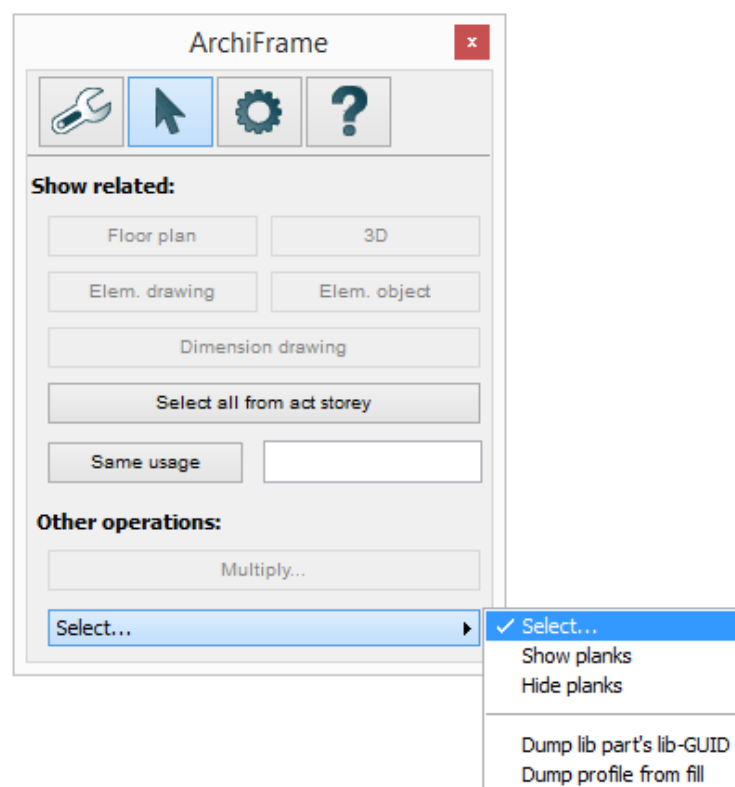 ArchiFrame
Show related:
Floor plan 3D
Elem. drawing Elem. object
Dimension drawing
Select all from act storey
Same usage
Other operations:
Multiply...
Select...
Select...
Show planks
Hide planks
Dump lib part's lib-GUID
Dump profile from fill